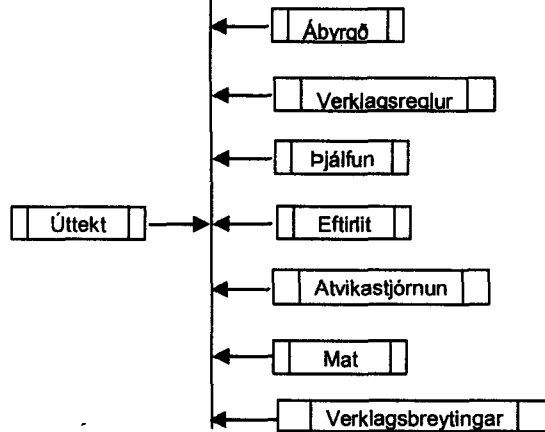 Ábyrgð
Verklagsreglur
Þjálfun
Úttekt
Eftirlit
Atvikastjórnun
Mat
Verklagsbreytingar